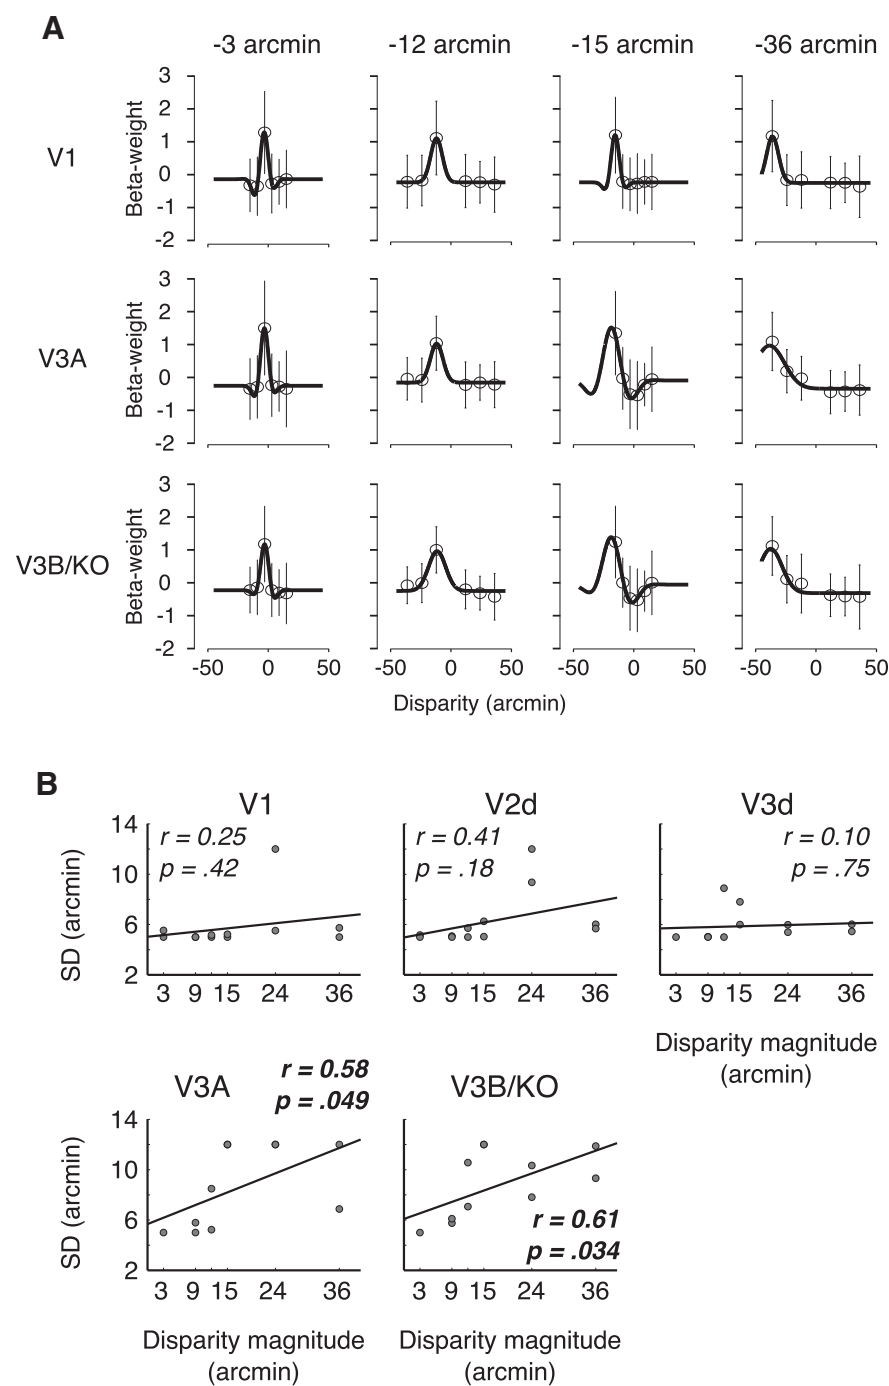 A
-3 arcmin -12 arcmin -15 arcmin -36 arcmin
V1
Beta-weight
3
2
1
0
-1
-2
V3A
Beta-weight
3
2
1
0
-1
-2
V3B/KO
Beta-weight
3
2
1
0
-1
-2
-50 0 50 -50 0 50 -50 0 50 -50 0 50
Disparity (arcmin)
B
V1
r = 0.25
p = .42
SD (arcmin)
14
10
6
2
3 9 15 24 36
V2d
r = 0.41
p = .18
3 9 15 24 36
V3d
r = 0.10
p = .75
3 9 15 24 36
Disparity magnitude
(arcmin)
V3A
r = 0.58
p = .049
SD (arcmin)
14
10
6
2
3 9 15 24 36
Disparity magnitude
(arcmin)
V3B/KO
r = 0.61
p = .034
3 9 15 24 36
Disparity magnitude
(arcmin)